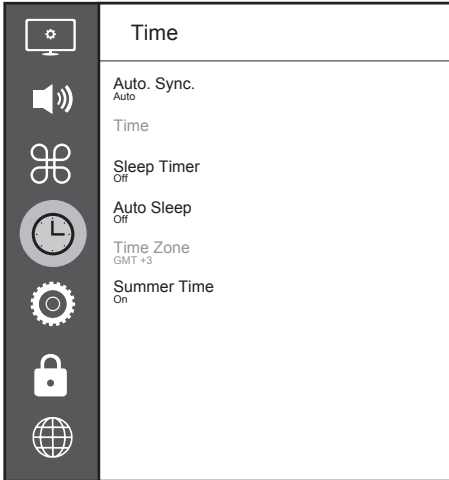 Time
Auto. Sync.
Auto
Time
Sleep Timer
Off
Auto Sleep
Off
Time Zone
GMT +3
Summer Time
On